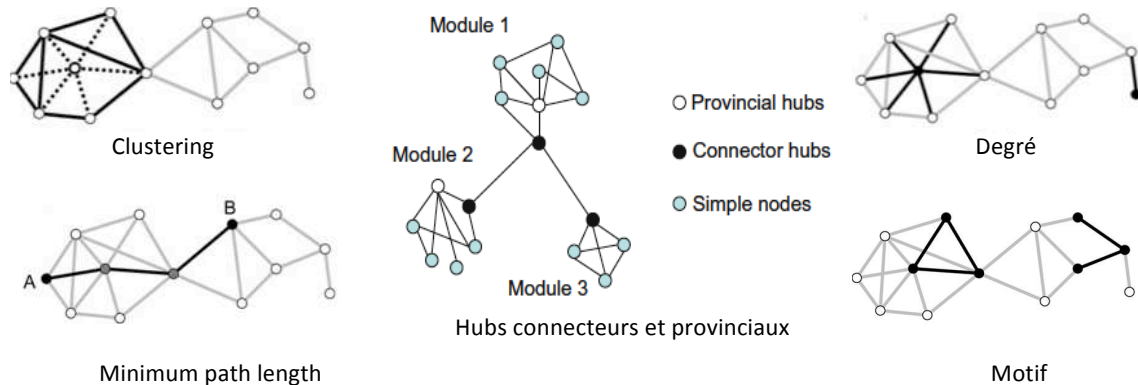 Module 1
Clustering
Provincial hubs
Connector hubs
Simple nodes
Degré
Module 2
A
B
Module 3
Hubs connecteurs et provinciaux
Minimum path length
Motif